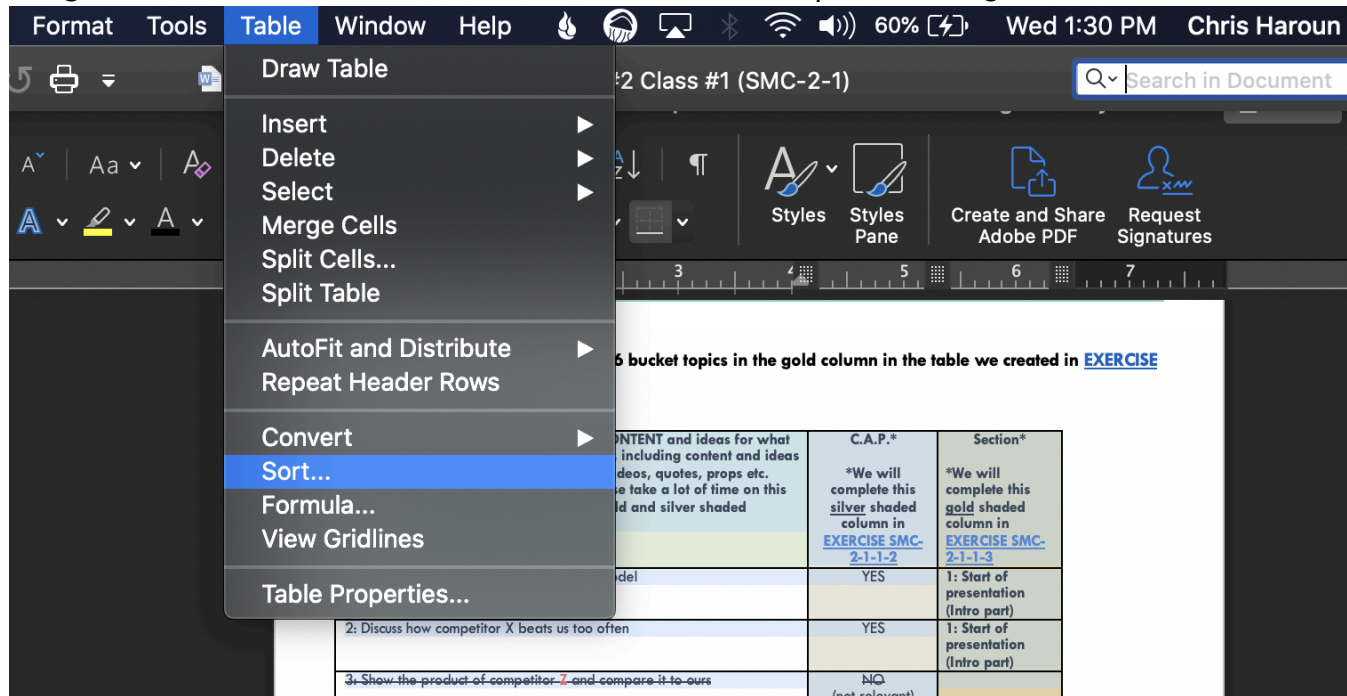 Format Tools Table Window Help 60% Wed 1:30 PM Chris Haroun
#2 Class #1 (SMC-2-1)
Search in Document
Draw Table
Insert
Delete
Select
Merge Cells
Split Cells...
Split Table
AutoFit and Distribute
Repeat Header Rows
Convert
Sort...
Formula...
View Gridlines
Table Properties...
Aa
A
Styles
Styles
Pane
Create and Share
Adobe PDF
Request
Signatures
3 4 5 6 7
6 bucket topics in the gold column in the table we created in EXERCISE
CONTENT and ideas for what
including content and ideas
quotes, props etc.
take a lot of time on this
and silver shaded
C.A.P.*
*We will
complete this
silver shaded
column in
EXERCISE SMC-
2-1-1-2
Section*
*We will
complete this
gold shaded
column in
EXERCISE SMC-
2-1-1-3
YES
1: Start of
presentation
(Intro part)
2: Discuss how competitor X beats us too often
YES
1: Start of
presentation
(Intro part)
3: Show the product of competitor Z and compare it to ours
NO
(not relevant)